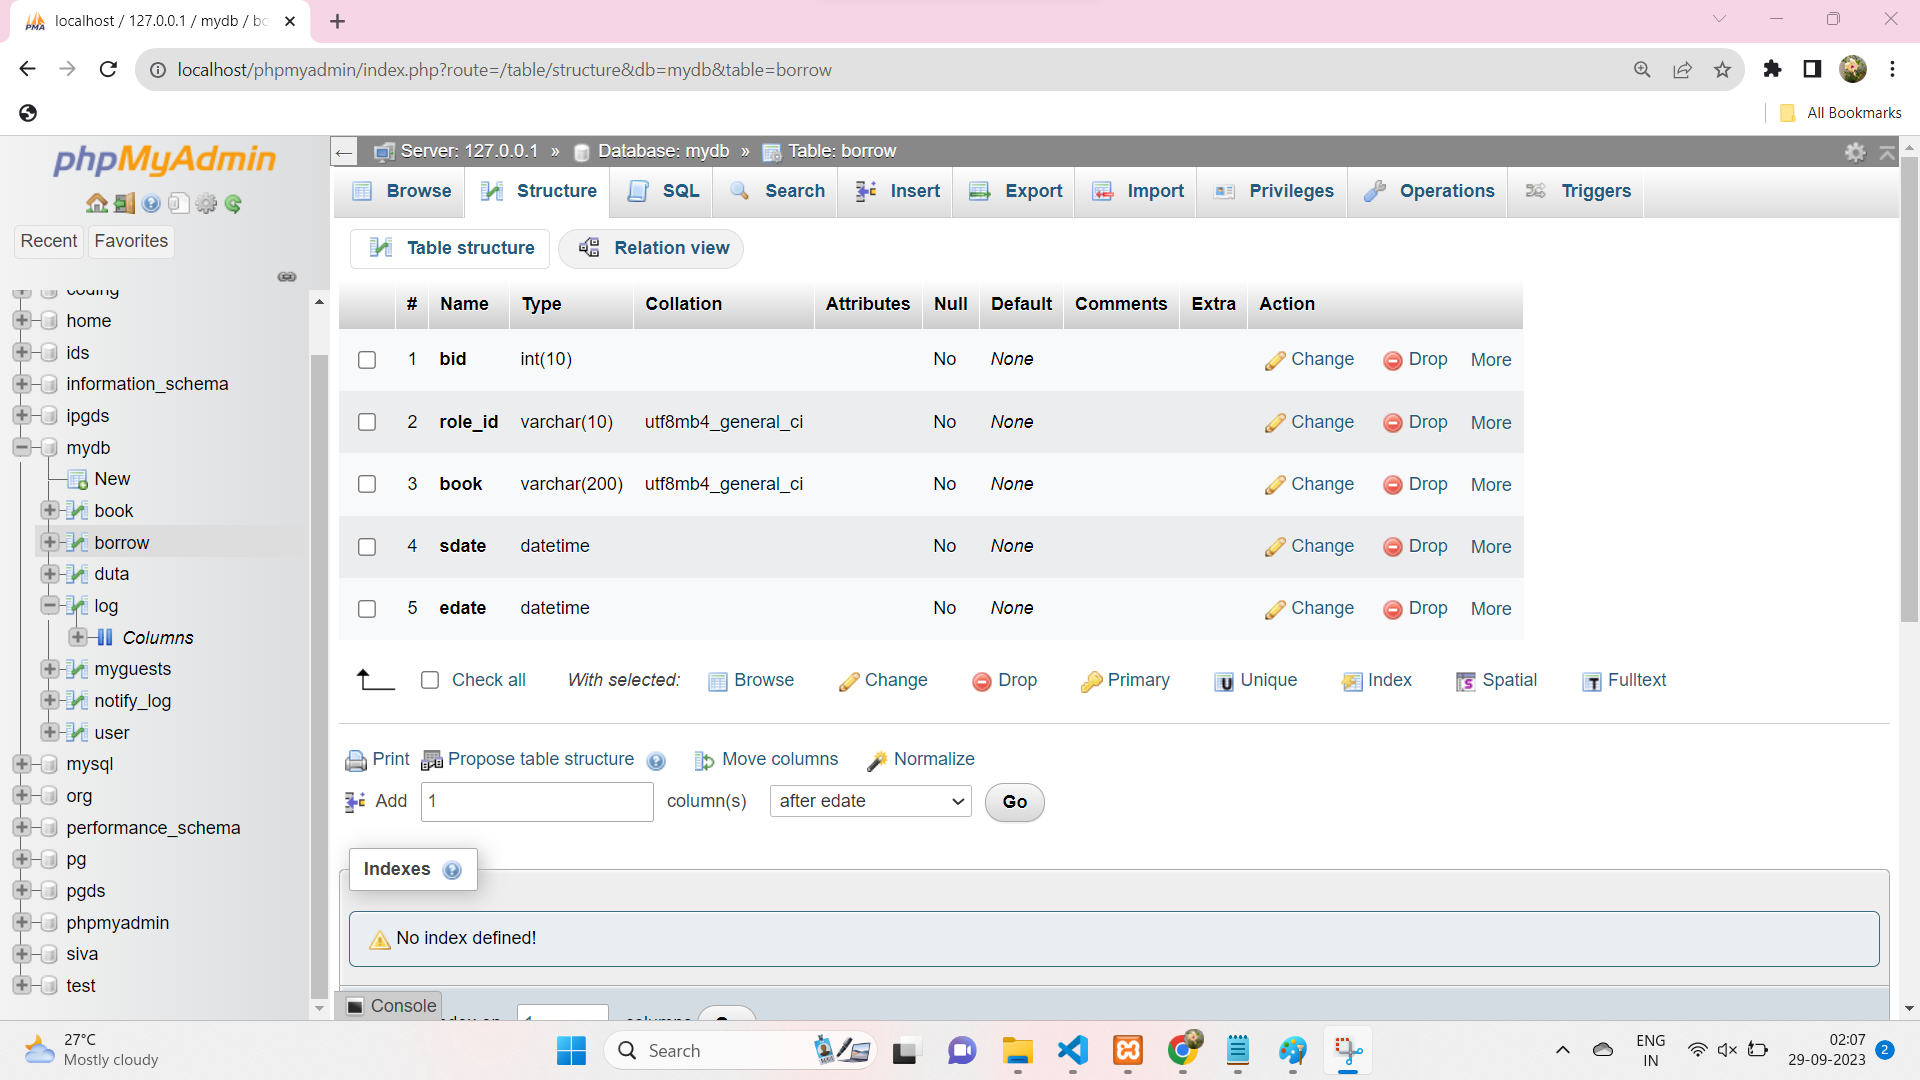 localhost / 127.0.0.1 / mydb / bo
localhost/phpmyadmin/index.php?route=/table/structure&db=mydb&table=borrow
All Bookmarks
phpMyAdmin
Recent Favorites
coding
home
ids
information_schema
ipgds
mydb
New
book
borrow
duta
log
Columns
myguests
notify_log
user
mysql
org
performance_schema
pg
pgds
phpmyadmin
siva
test
Server: 127.0.0.1 » Database: mydb » Table: borrow
Browse Structure SQL Search Insert Export Import Privileges Operations Triggers
Table structure Relation view
# Name Type Collation Attributes Null Default Comments Extra Action
1 bid int(10) No None Change Drop More
2 role_id varchar(10) utf8mb4_general_ci No None Change Drop More
3 book varchar(200) utf8mb4_general_ci No None Change Drop More
4 sdate datetime No None Change Drop More
5 edate datetime No None Change Drop More
Check all With selected: Browse Change Drop Primary Unique Index Spatial Fulltext
Print Propose table structure Move columns Normalize
Add 1 column(s) after edate Go
Indexes
No index defined!
Console
columns
27°C
Mostly cloudy
Search
ENG
IN
02:07
29-09-2023
2